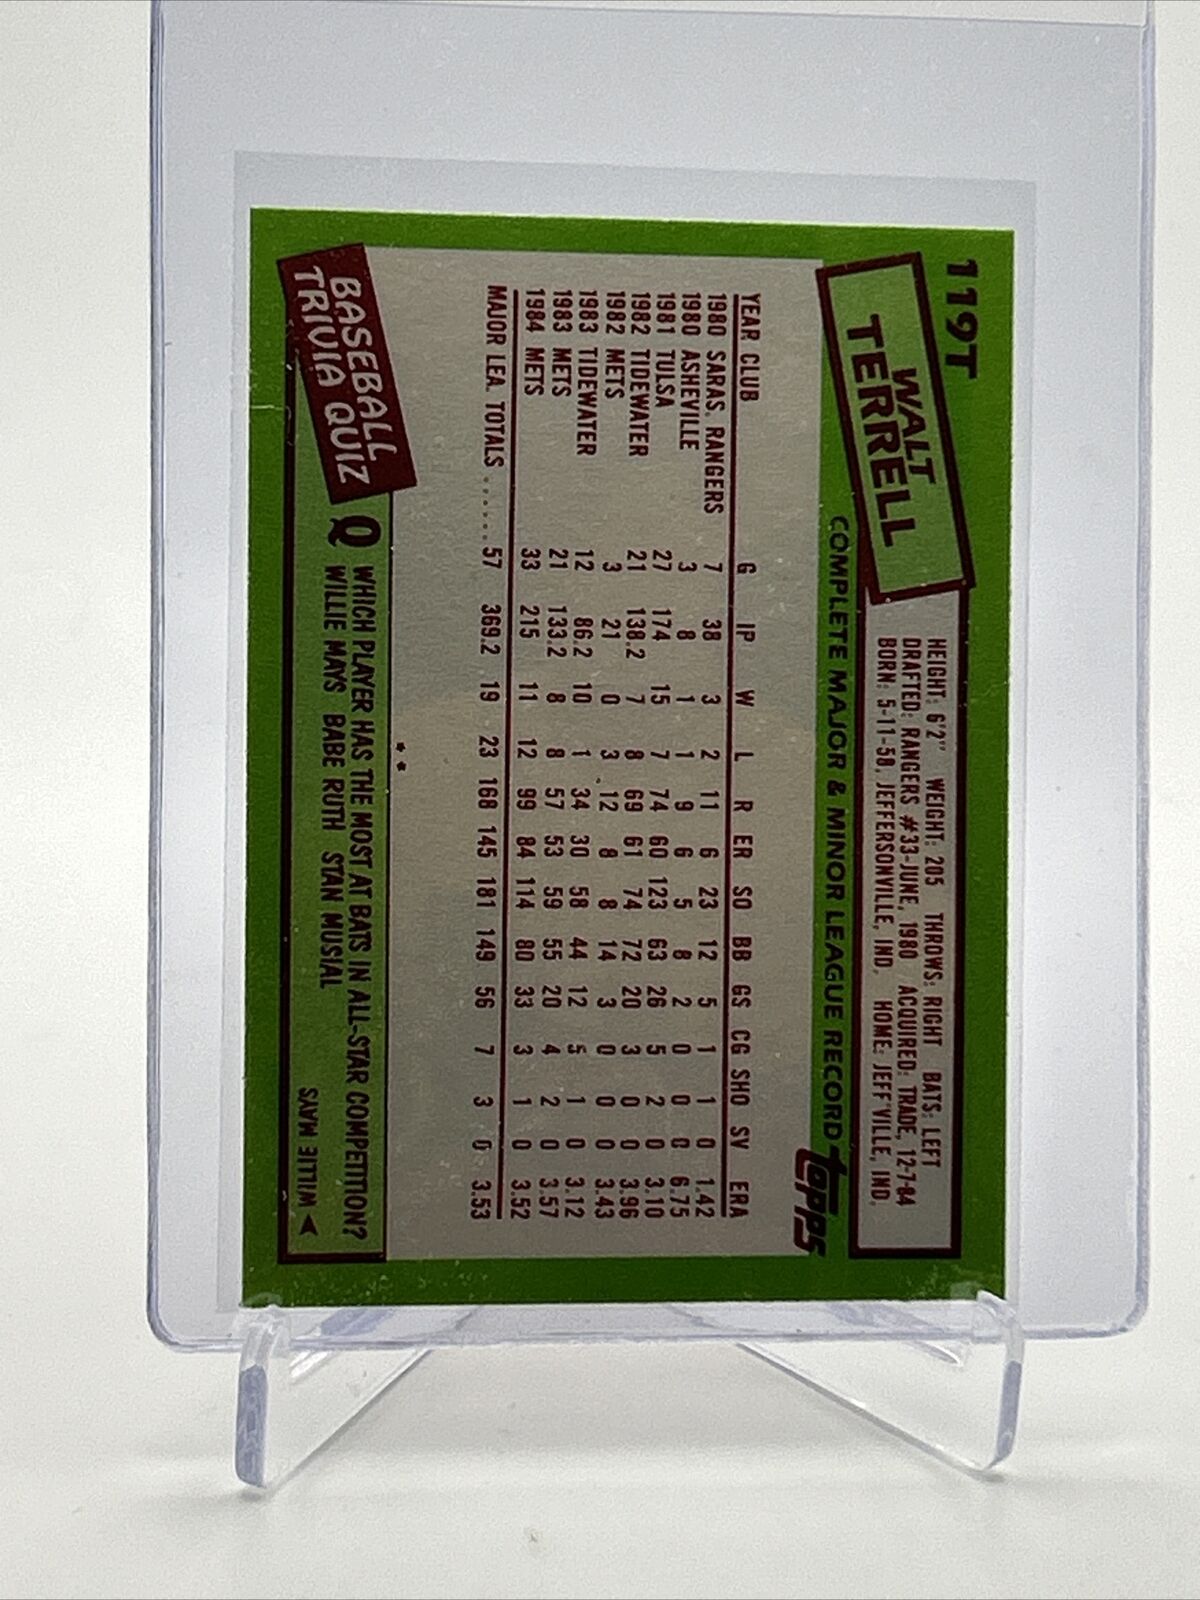 119T
WALT
TERRELL
HEIGHT: 6'2" WEIGHT: 205 THROWS: RIGHT BATS: LEFT
DRAFTED: RANGERS #33-JUNE, 1980 ACQUIRED: TRADE, 12-7-84
BORN: 5-11-58, JEFFERSONVILLE, IND. HOME: JEFF'VILLE, IND.
COMPLETE MAJOR & MINOR LEAGUE RECORD topps
YEAR CLUB G IP W L R ER SO BB GS CG SHO SV ERA
1980 SARAS. RANGERS 7 38 3 2 11 6 23 12 5 1 1 0 1.42
1980 ASHEVILLE 3 8 1 1 9 6 5 8 2 0 0 0 6.75
1981 TULSA 27 174 15 7 74 60 123 63 26 5 2 0 3.10
1982 TIDEWATER 21 138.2 7 8 69 61 74 72 20 3 0 0 3.96
1982 METS 3 21 0 3 12 8 8 14 3 0 0 0 3.43
1983 TIDEWATER 12 86.2 10 1 34 30 58 44 12 5 1 0 3.12
1983 METS 21 133.2 8 8 57 53 59 55 20 4 2 0 3.57
1984 METS 33 215 11 12 99 84 114 80 33 3 1 0 3.52
MAJOR LEA. TOTALS ...... 57 369.2 19 23 168 145 181 149 56 7 3 0 3.53
BASEBALL
TRIVIA QUIZ
Q WHICH PLAYER HAS THE MOST AT BATS IN ALL-STAR COMPETITION?
WILLIE MAYS BABE RUTH STAN MUSIAL
WILLIE MAYS